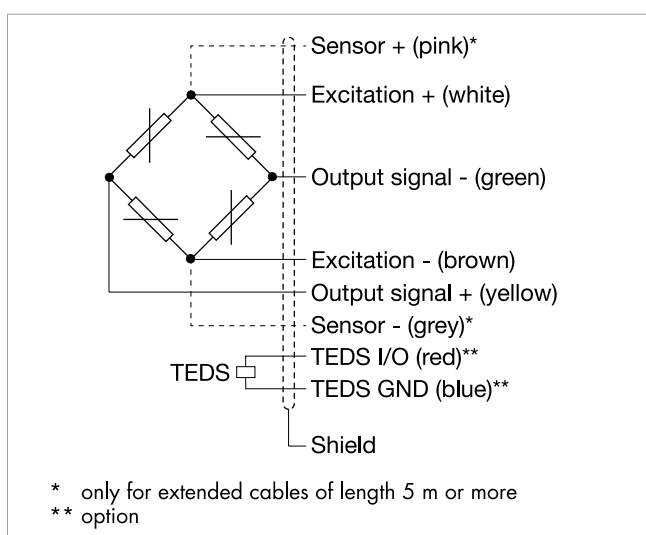 Sensor + (pink)*
Excitation + (white)
Output signal - (green)
Excitation - (brown)
Output signal + (yellow)
Sensor - (grey)*
TEDS I/O (red)**
TEDS
TEDS GND (blue)**
Shield
* only for extended cables of length 5 m or more
** option